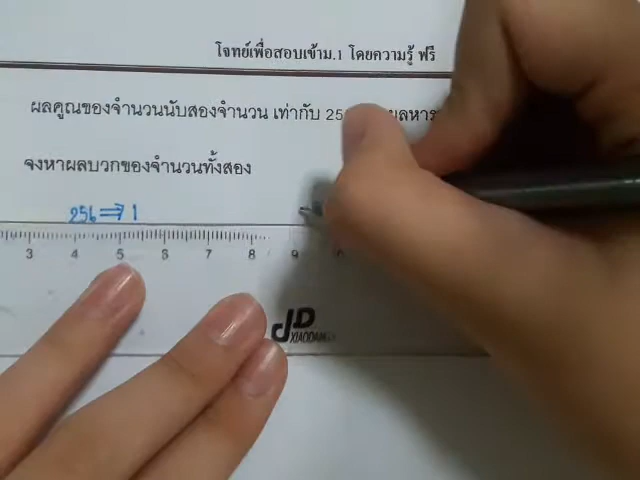 โจทย์เพื่อสอบเข้าม.1 โดยความรู้ ฟรี
ผลคูณของจำนวนนับสองจำนวน เท่ากับ 25
จงหาผลบวกของจำนวนทั้งสอง
256 ⇒ 1
3 4 5 6 7 8 9
JD
XIAODANG